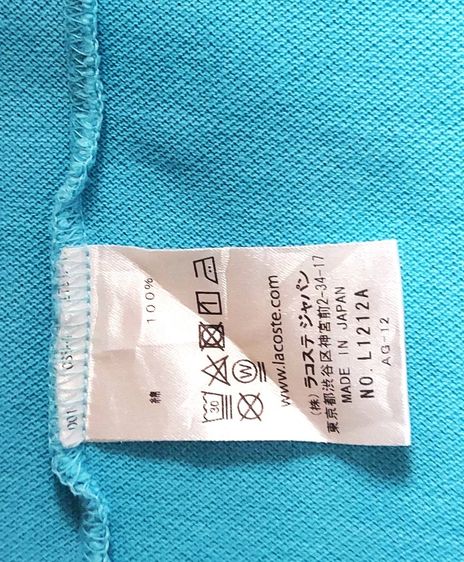 綿 100%
30
W
www.lacoste.com
(株) ラコステ ジャパン
東京都渋谷区神宮前2-34-17
MADE IN JAPAN
NO. L1212A
AG-12